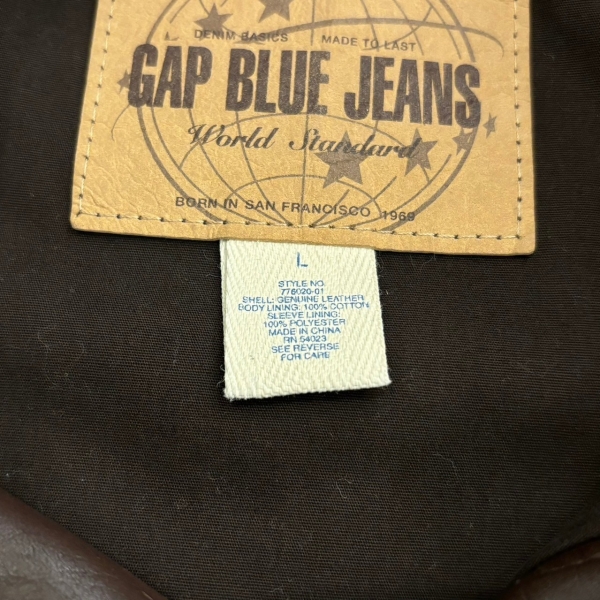 DENIM BASICS MADE TO LAST
GAP BLUE JEANS
World Standard
BORN IN SAN FRANCISCO 1969
L
STYLE NO.
776020-01
SHELL: GENUINE LEATHER
BODY LINING: 100% COTTON
SLEEVE LINING:
100% POLYESTER
MADE IN CHINA
RN 54023
SEE REVERSE
FOR CARE